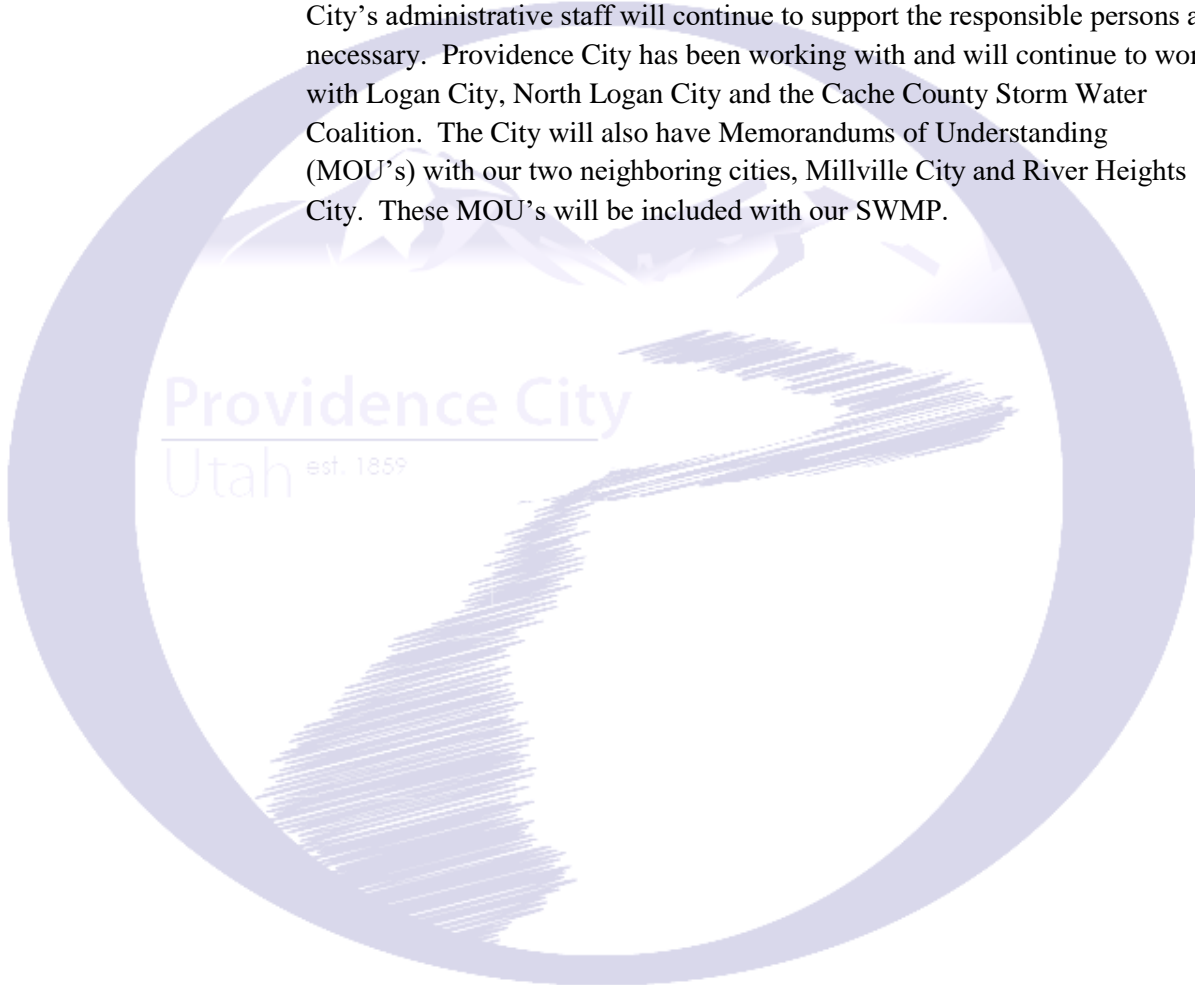 City’s administrative staff will continue to support the responsible persons a
necessary.  Providence City has been working with and will continue to wor
with Logan City, North Logan City and the Cache County Storm Water
Coalition.  The City will also have Memorandums of Understanding
(MOU’s) with our two neighboring cities, Millville City and River Heights
City.  These MOU’s will be included with our SWMP.
Providence City
Utah est. 1859